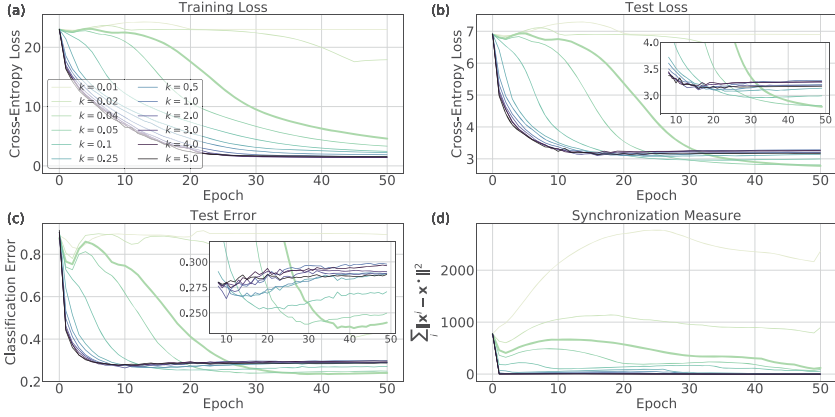 (a)
Training Loss
Cross-Entropy Loss
20
10
0
k = 0.01
k = 0.02
k = 0.04
k = 0.05
k = 0.1
k = 0.25
k = 0.5
k = 1.0
k = 2.0
k = 3.0
k = 4.0
k = 5.0
0 10 20 30 40 50
Epoch
(b)
Test Loss
Cross-Entropy Loss
7
6
5
4
3
4.0
3.5
3.0
10 20 30 40 50
0 10 20 30 40 50
Epoch
(c)
Test Error
Classification Error
0.8
0.6
0.4
0.2
0.300
0.275
0.250
10 20 30 40 50
0 10 20 30 40 50
Epoch
(d)
Synchronization Measure
∑ⱼ ‖xʲ − x•‖²
2000
1000
0
0 10 20 30 40 50
Epoch